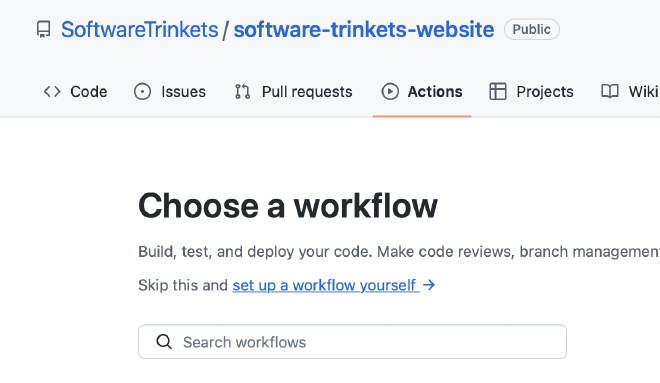 SoftwareTrinkets / software-trinkets-website Public
Code Issues Pull requests Actions Projects Wiki
Choose a workflow
Build, test, and deploy your code. Make code reviews, branch management
Skip this and set up a workflow yourself →
Search workflows